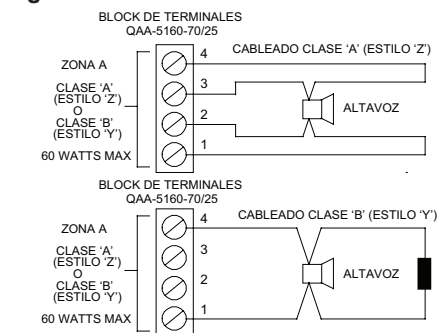 BLOCK DE TERMINALES
QAA-5160-70/25
CABLEADO CLASE 'A' (ESTILO 'Z')
ZONA A
CLASE 'A'
(ESTILO 'Z')
O
CLASE 'B'
(ESTILO 'Y')
60 WATTS MAX
4
3
2
1
ALTAVOZ
BLOCK DE TERMINALES
QAA-5160-70/25
CABLEADO CLASE 'B' (ESTILO 'Y')
ZONA A
CLASE 'A'
(ESTILO 'Z')
O
CLASE 'B'
(ESTILO 'Y')
60 WATTS MAX
4
3
2
1
ALTAVOZ